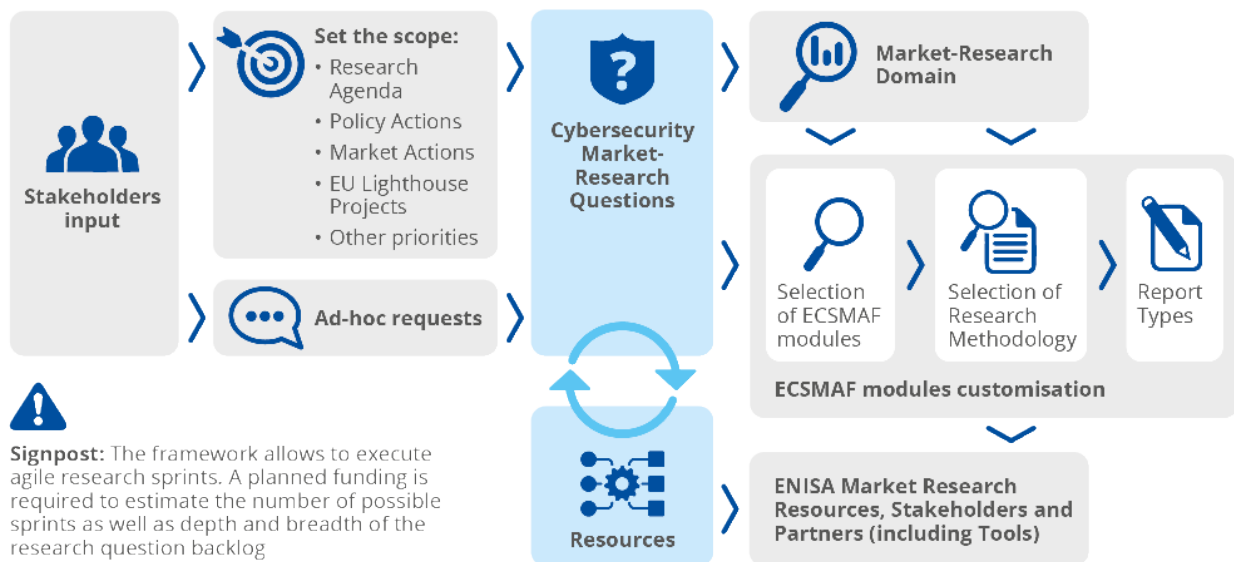 Stakeholders
input
Set the scope:
• Research
Agenda
• Policy Actions
• Market Actions
• EU Lighthouse
Projects
• Other priorities
Ad-hoc requests
?
Cybersecurity
Market-
Research
Questions
Resources
Market-Research
Domain
Selection
of ECSMAF
modules
Selection of
Research
Methodology
Report
Types
ECSMAF modules customisation
ENISA Market Research
Resources, Stakeholders and
Partners (including Tools)
!
Signpost: The framework allows to execute
agile research sprints. A planned funding is
required to estimate the number of possible
sprints as well as depth and breadth of the
research question backlog